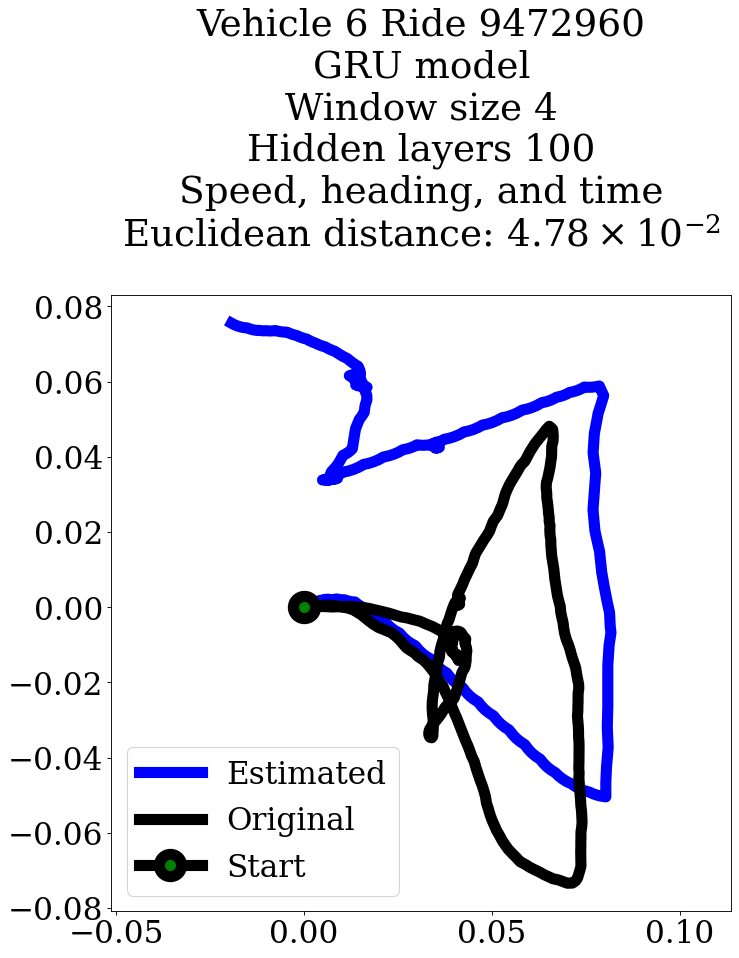 Vehicle 6 Ride 9472960
GRU model
Window size 4
Hidden layers 100
Speed, heading, and time
Euclidean distance: 4.78 × 10⁻²
0.08
0.06
0.04
0.02
0.00
−0.02
−0.04
−0.06
−0.08
Estimated
Original
Start
−0.05
0.00
0.05
0.10